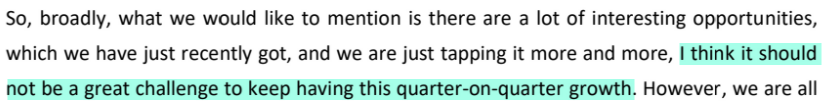 So, broadly, what we would like to mention is there are a lot of interesting opportunities,
which we have just recently got, and we are just tapping it more and more, I think it should
not be a great challenge to keep having this quarter-on-quarter growth. However, we are all